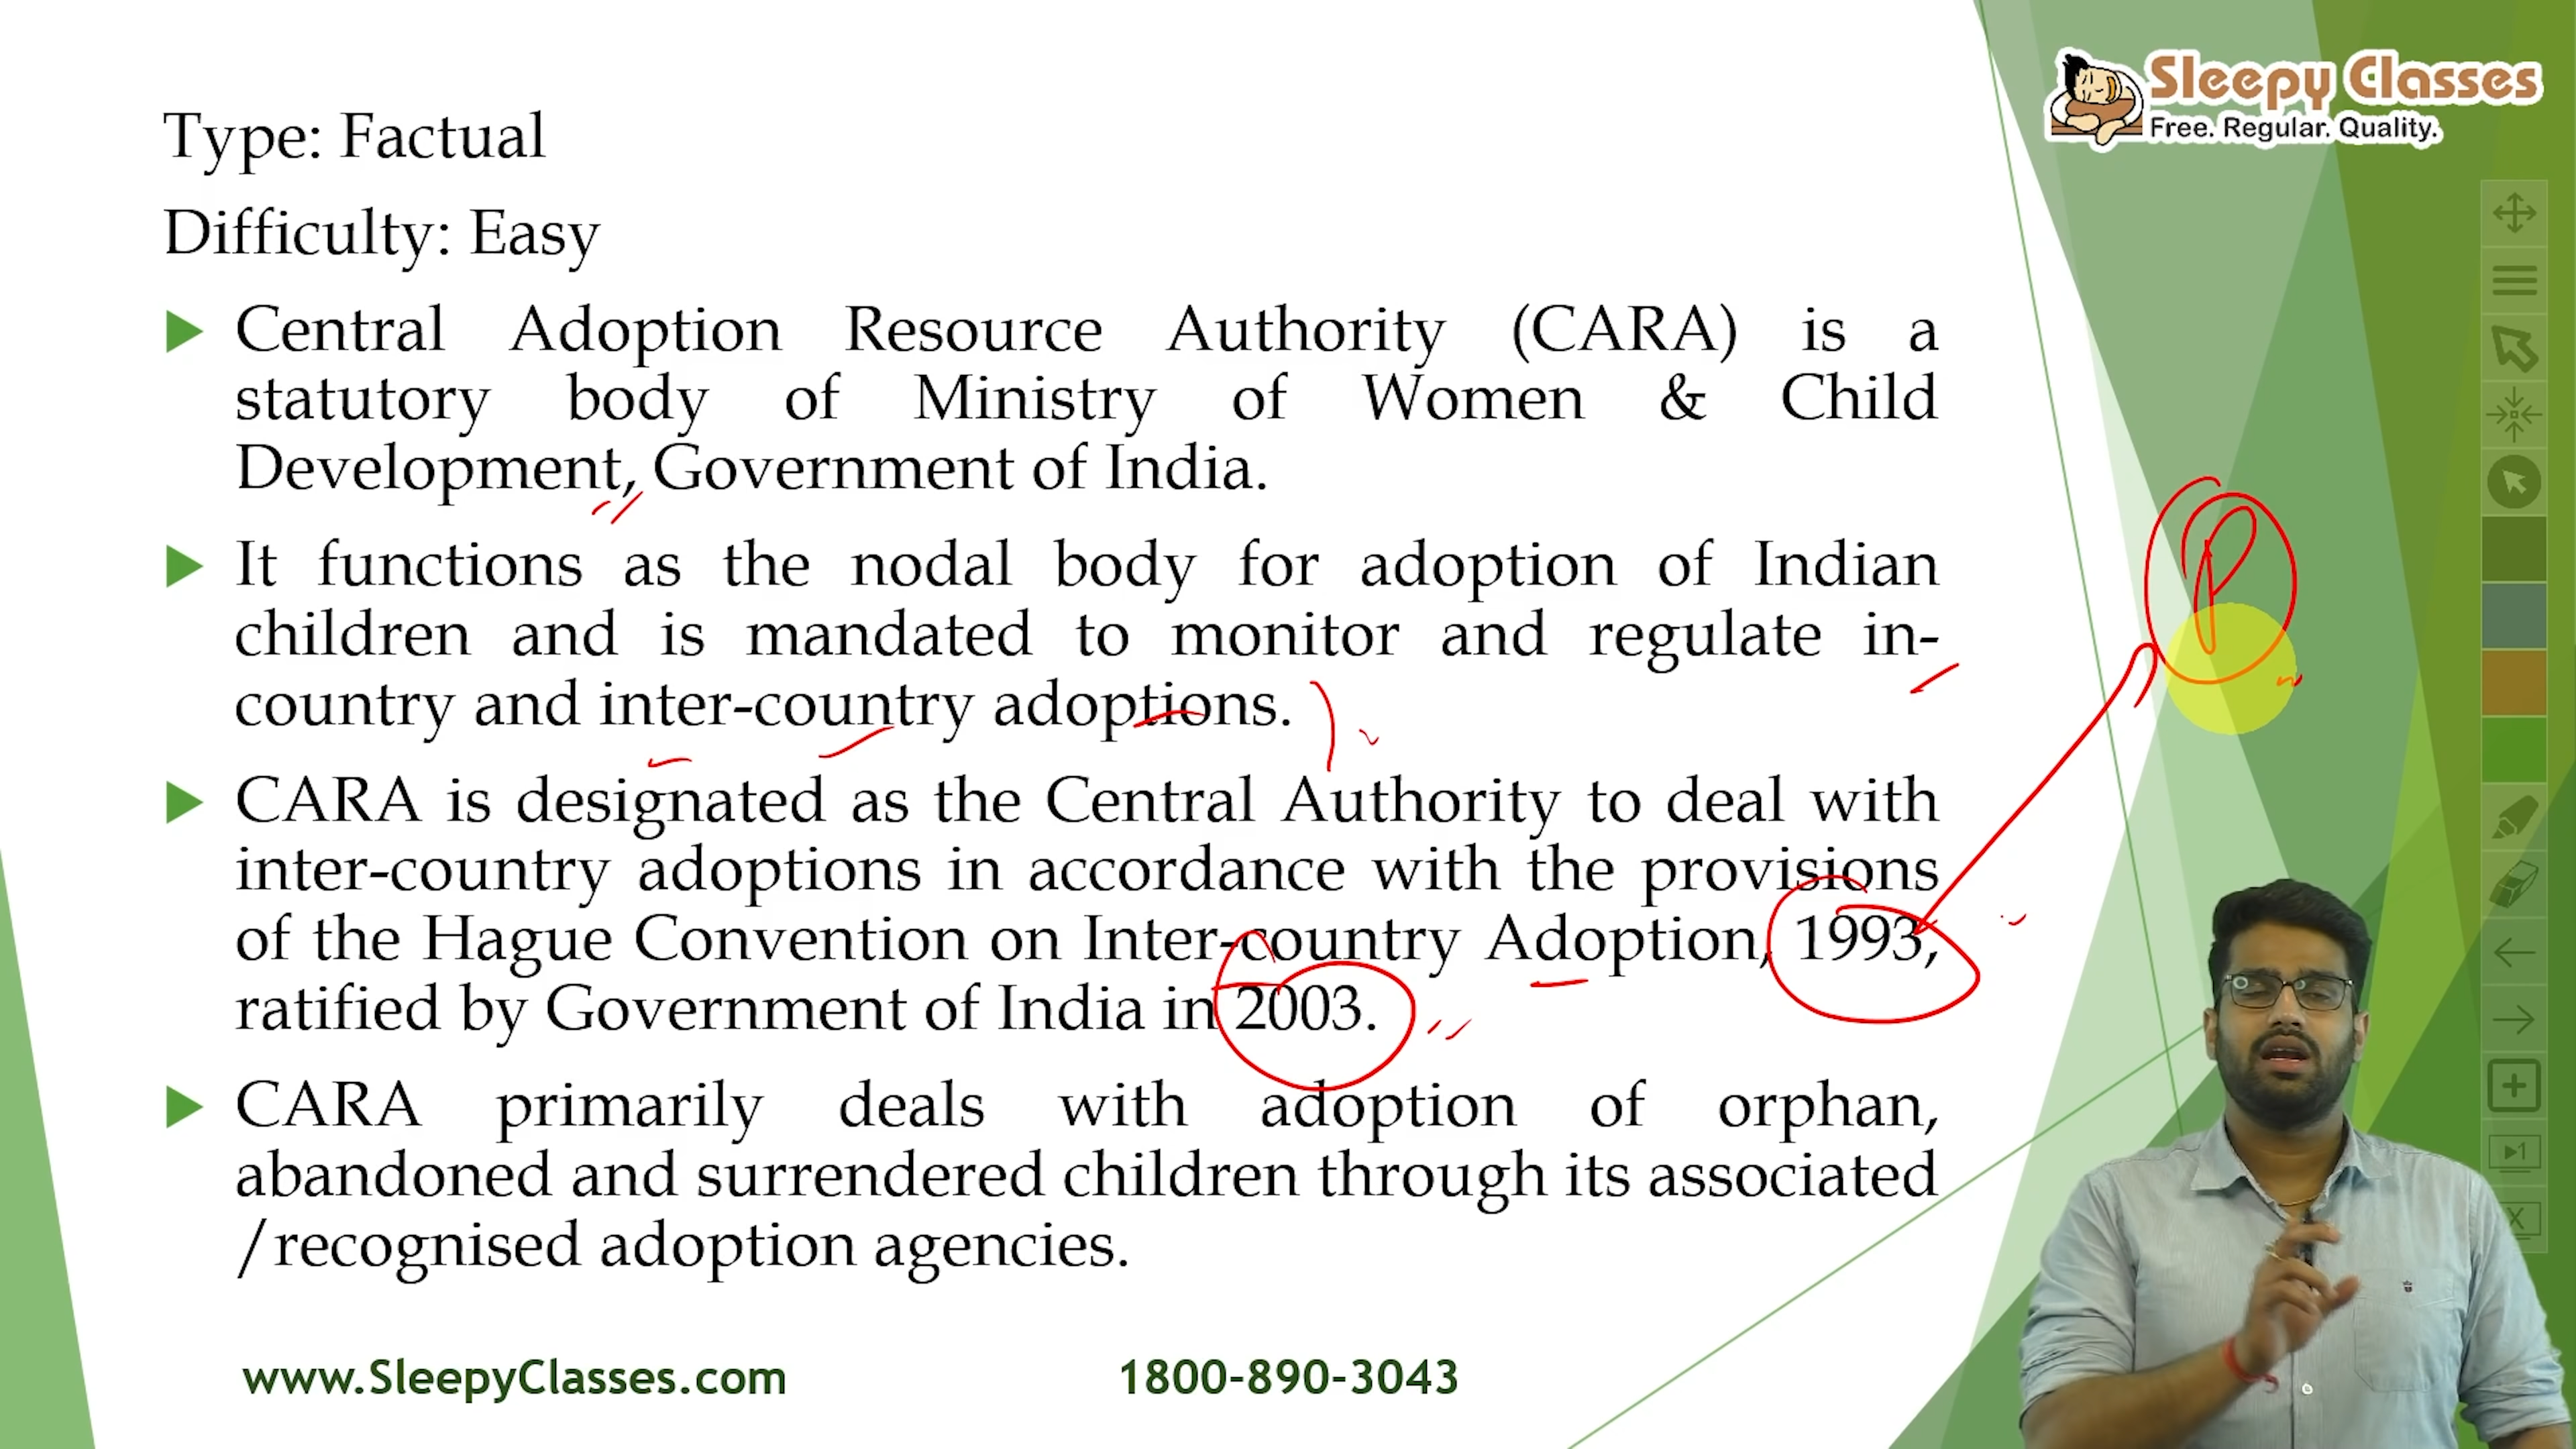 Sleepy Classes
Free. Regular. Quality.
Type: Factual
Difficulty: Easy
Central Adoption Resource Authority (CARA) is a
statutory body of Ministry of Women & Child
Development, Government of India.
It functions as the nodal body for adoption of Indian
children and is mandated to monitor and regulate in-
country and inter-country adoptions.
CARA is designated as the Central Authority to deal with
inter-country adoptions in accordance with the provisions
of the Hague Convention on Inter-country Adoption, 1993,
ratified by Government of India in 2003.
CARA primarily deals with adoption of orphan,
abandoned and surrendered children through its associated
/recognised adoption agencies.
P
www.SleepyClasses.com
1800-890-3043